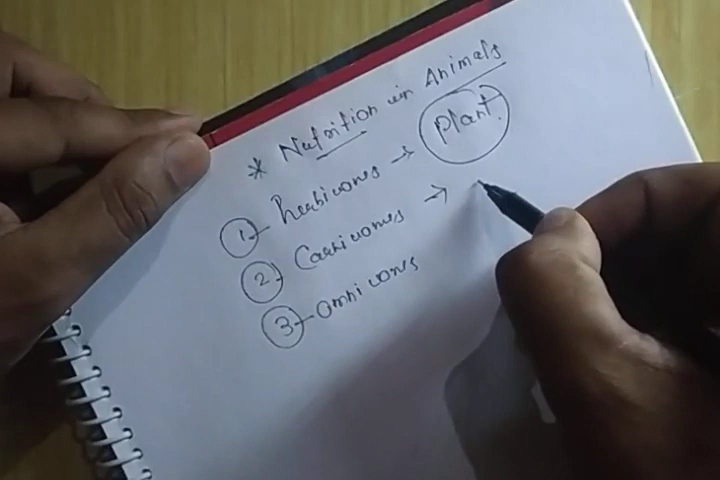 * Nutrition in Animals
1 - Herbivores → Plant.
2 - Carnivores →
3 - Omnivores